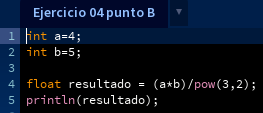 Ejercicio 04 punto B
1 int a=4;
2 int b=5;
3
4 float resultado = (a*b)/pow(3,2);
5 println(resultado);